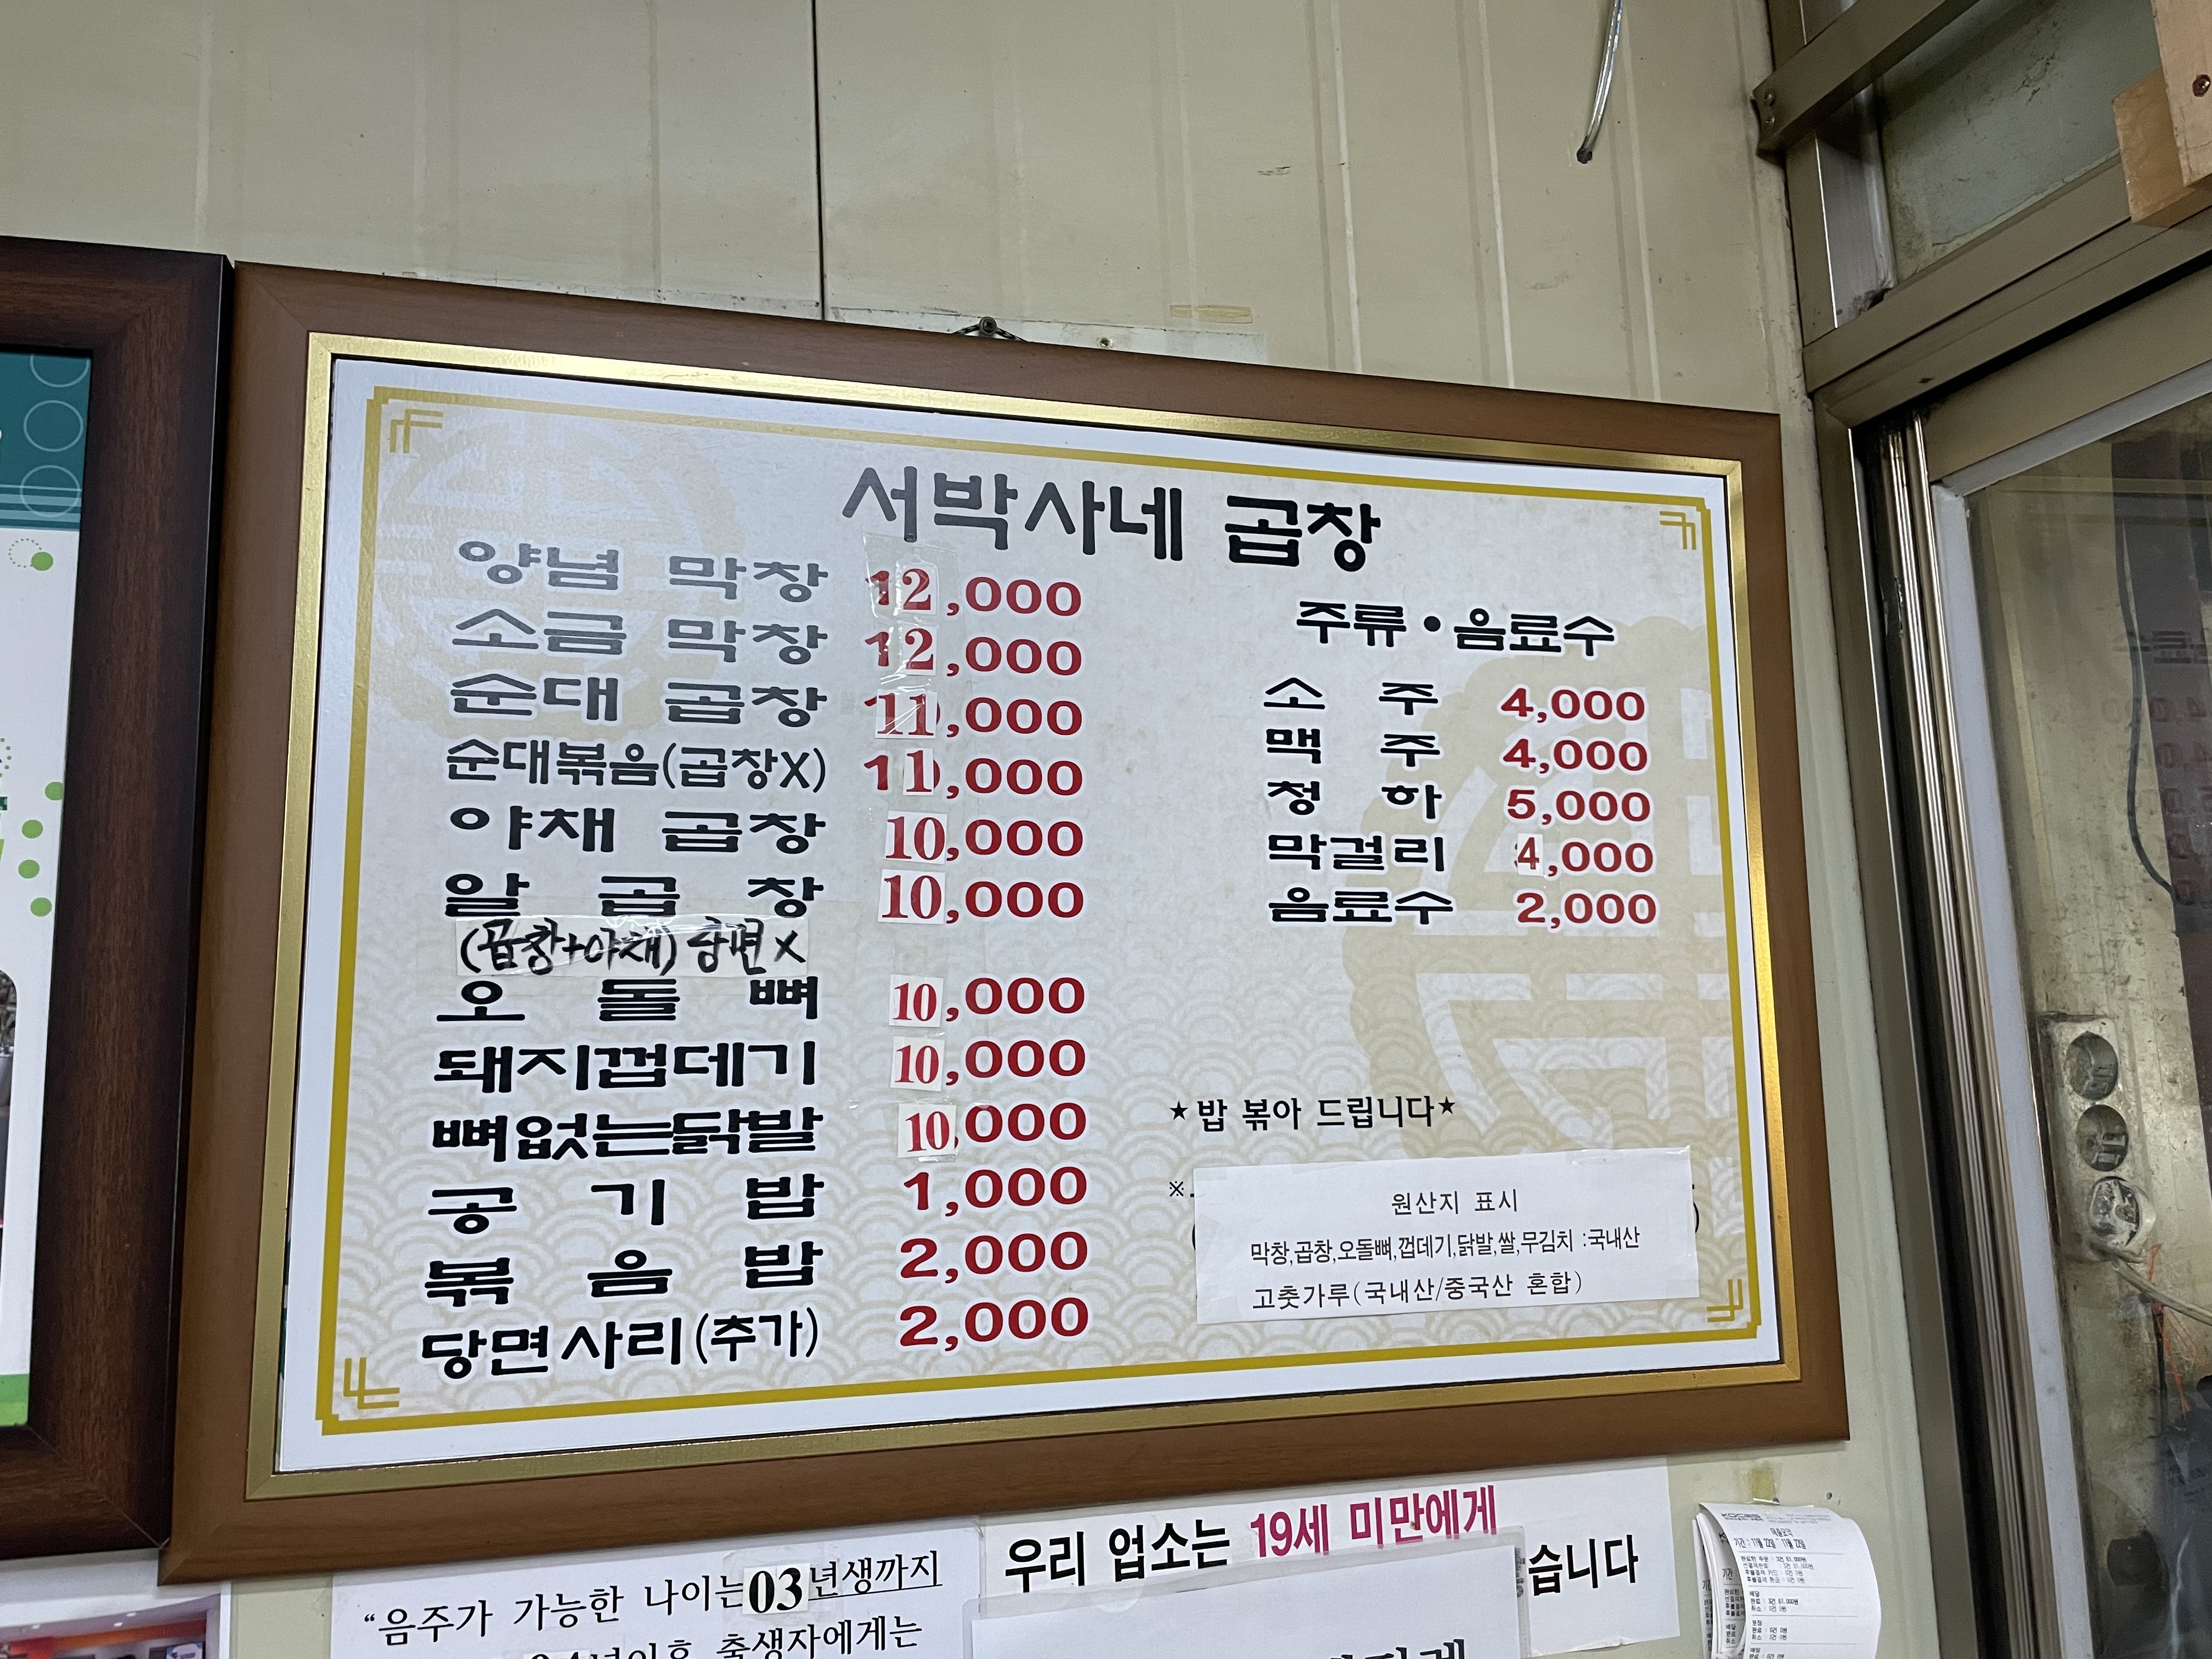 서박사네 곱창
양념 막창 12,000
소금 막창 12,000
순대 곱창 11,000
순대볶음(곱창X) 11,000
야채 곱창 10,000
알 곱창 10,000
(곱창+야채) 당면 X
오돌뼈 10,000
돼지껍데기 10,000
뼈없는닭발 10,000
공기밥 1,000
볶음밥 2,000
당면사리(추가) 2,000
주류•음료수
소주 4,000
맥주 4,000
청하 5,000
막걸리 4,000
음료수 2,000
★밥 볶아 드립니다★
※
원산지 표시
막창,곱창,오돌뼈,껍데기,닭발,쌀,무김치 :국내산
고춧가루(국내산/중국산 혼합)
“음주가 가능한 나이는 03년생까지
출생자에게는
우리 업소는 19세 미만에게
습니다